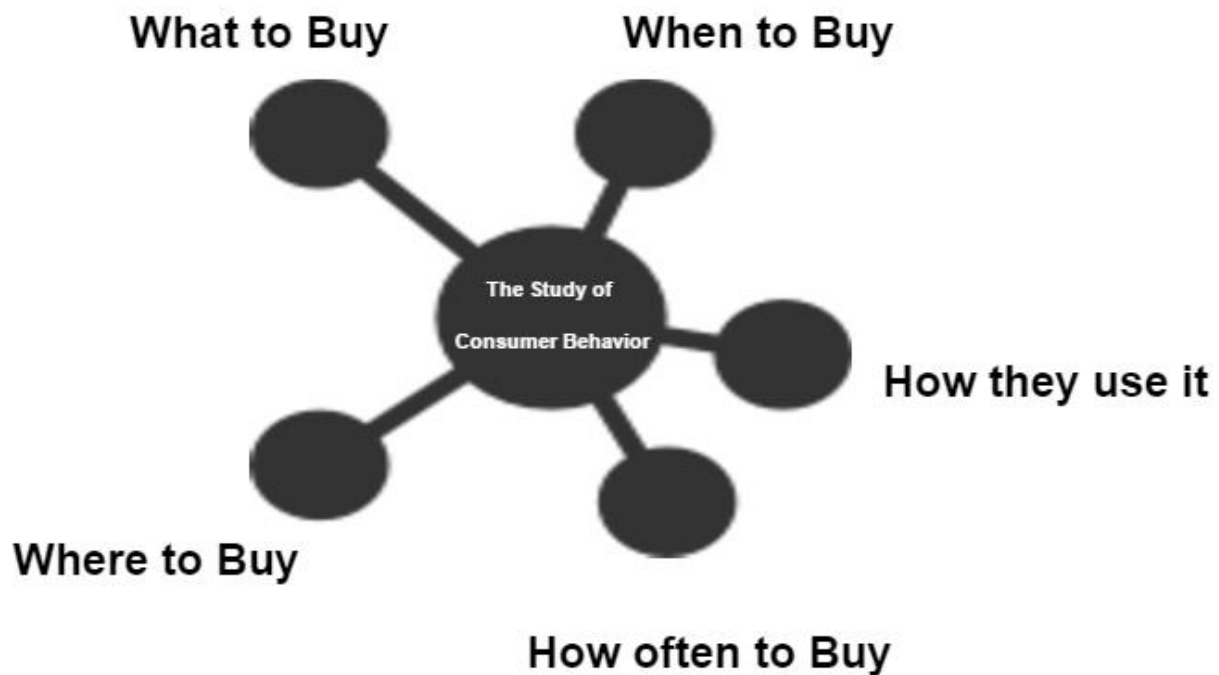 What to Buy
When to Buy
The Study of
Consumer Behavior
How they use it
Where to Buy
How often to Buy